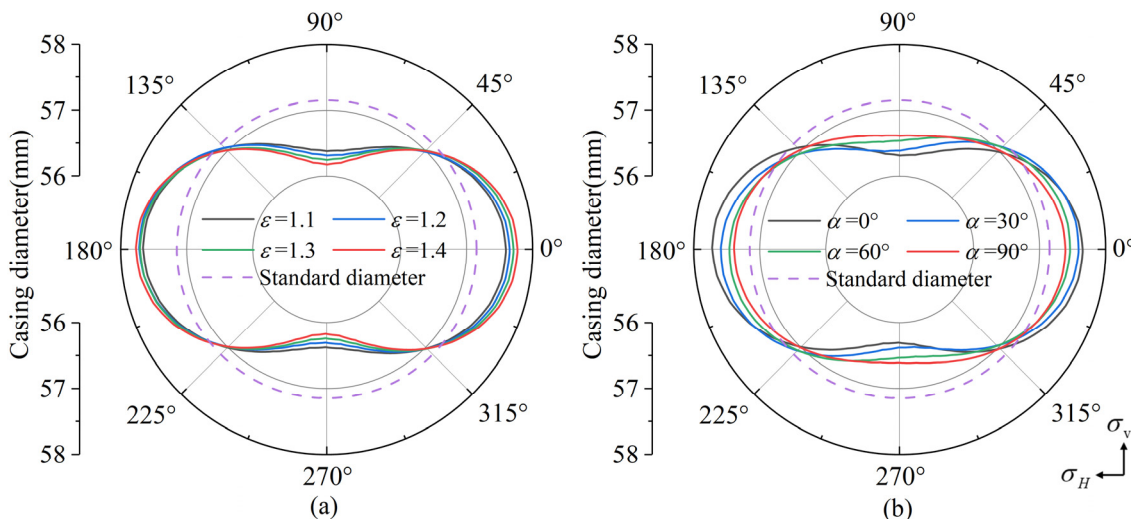 90°
58
135°
45°
57
56
Casing diameter(mm)
ε=1.1
ε=1.2
ε=1.3
ε=1.4
Standard diameter
180°
0°
56
57
225°
315°
58
270°
(a)
90°
58
135°
45°
57
56
Casing diameter(mm)
α=0°
α=30°
α=60°
α=90°
Standard diameter
180°
0°
56
57
225°
315°
58
270°
(b)
σv
σH